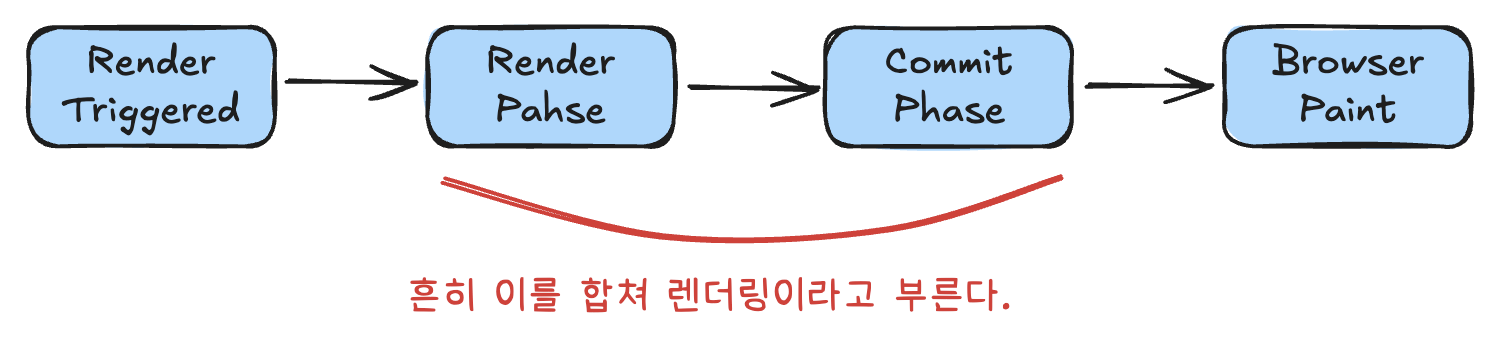 Render
Triggered
Render
Pahse
Commit
Phase
Browser
Paint
흔히 이를 합쳐 렌더링이라고 부른다.